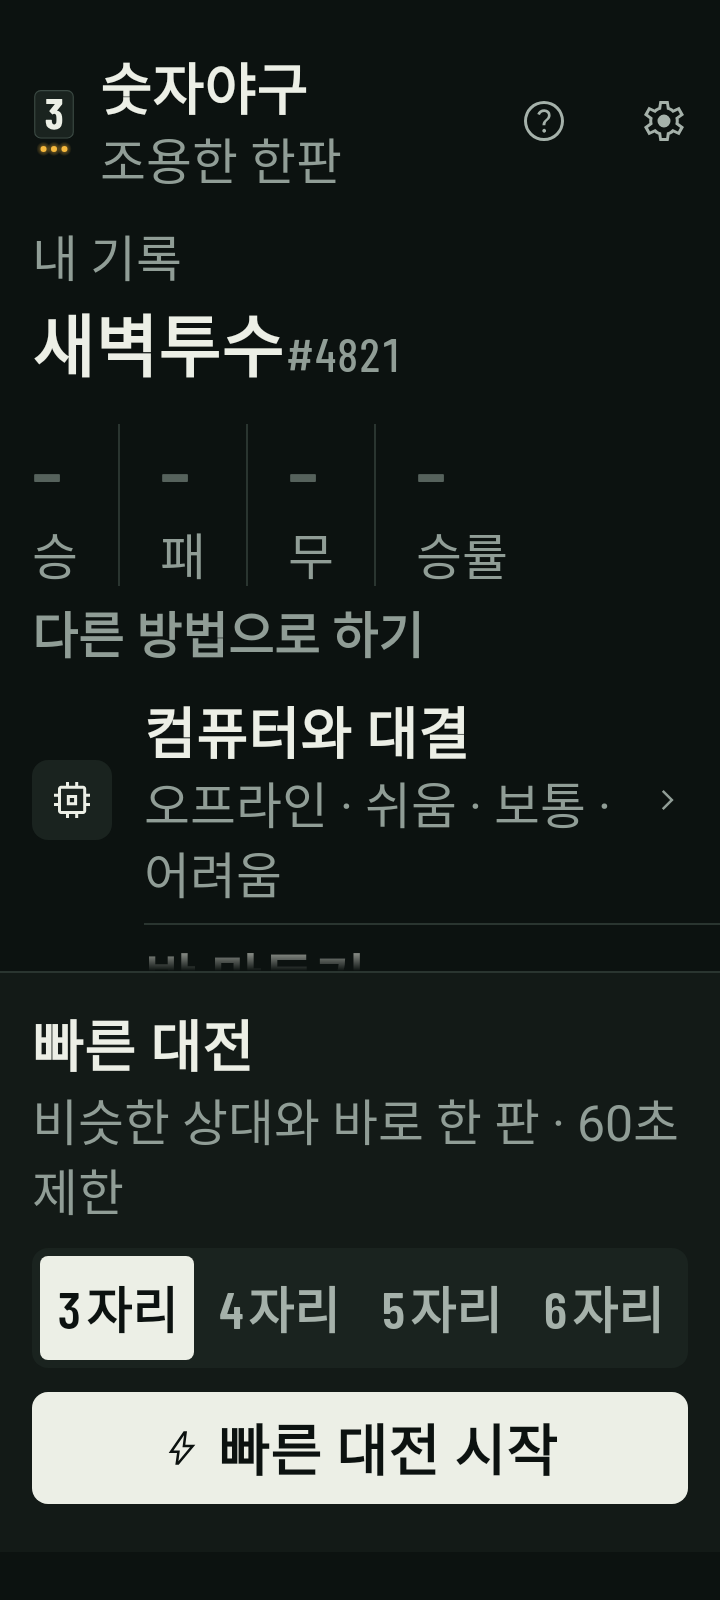 3
숫자야구
조용한 한판
내 기록
새벽투수#4821
– – – –
승 패 무 승률
다른 방법으로 하기
컴퓨터와 대결
오프라인 · 쉬움 · 보통 ·
어려움
빠른 대전
비슷한 상대와 바로 한 판 · 60초
제한
3자리 4자리 5자리 6자리
빠른 대전 시작